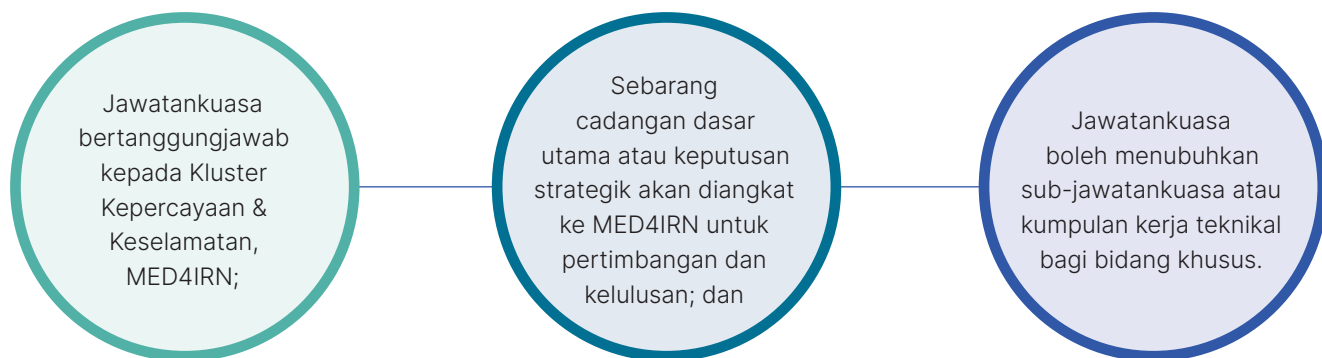 Jawatankuasa
bertanggungjawab
kepada Kluster
Kepercayaan &
Keselamatan,
MED4IRN;
Sebarang
cadangan dasar
utama atau keputusan
strategik akan diangkat
ke MED4IRN untuk
pertimbangan dan
kelulusan; dan
Jawatankuasa
boleh menubuhkan
sub-jawatankuasa atau
kumpulan kerja teknikal
bagi bidang khusus.